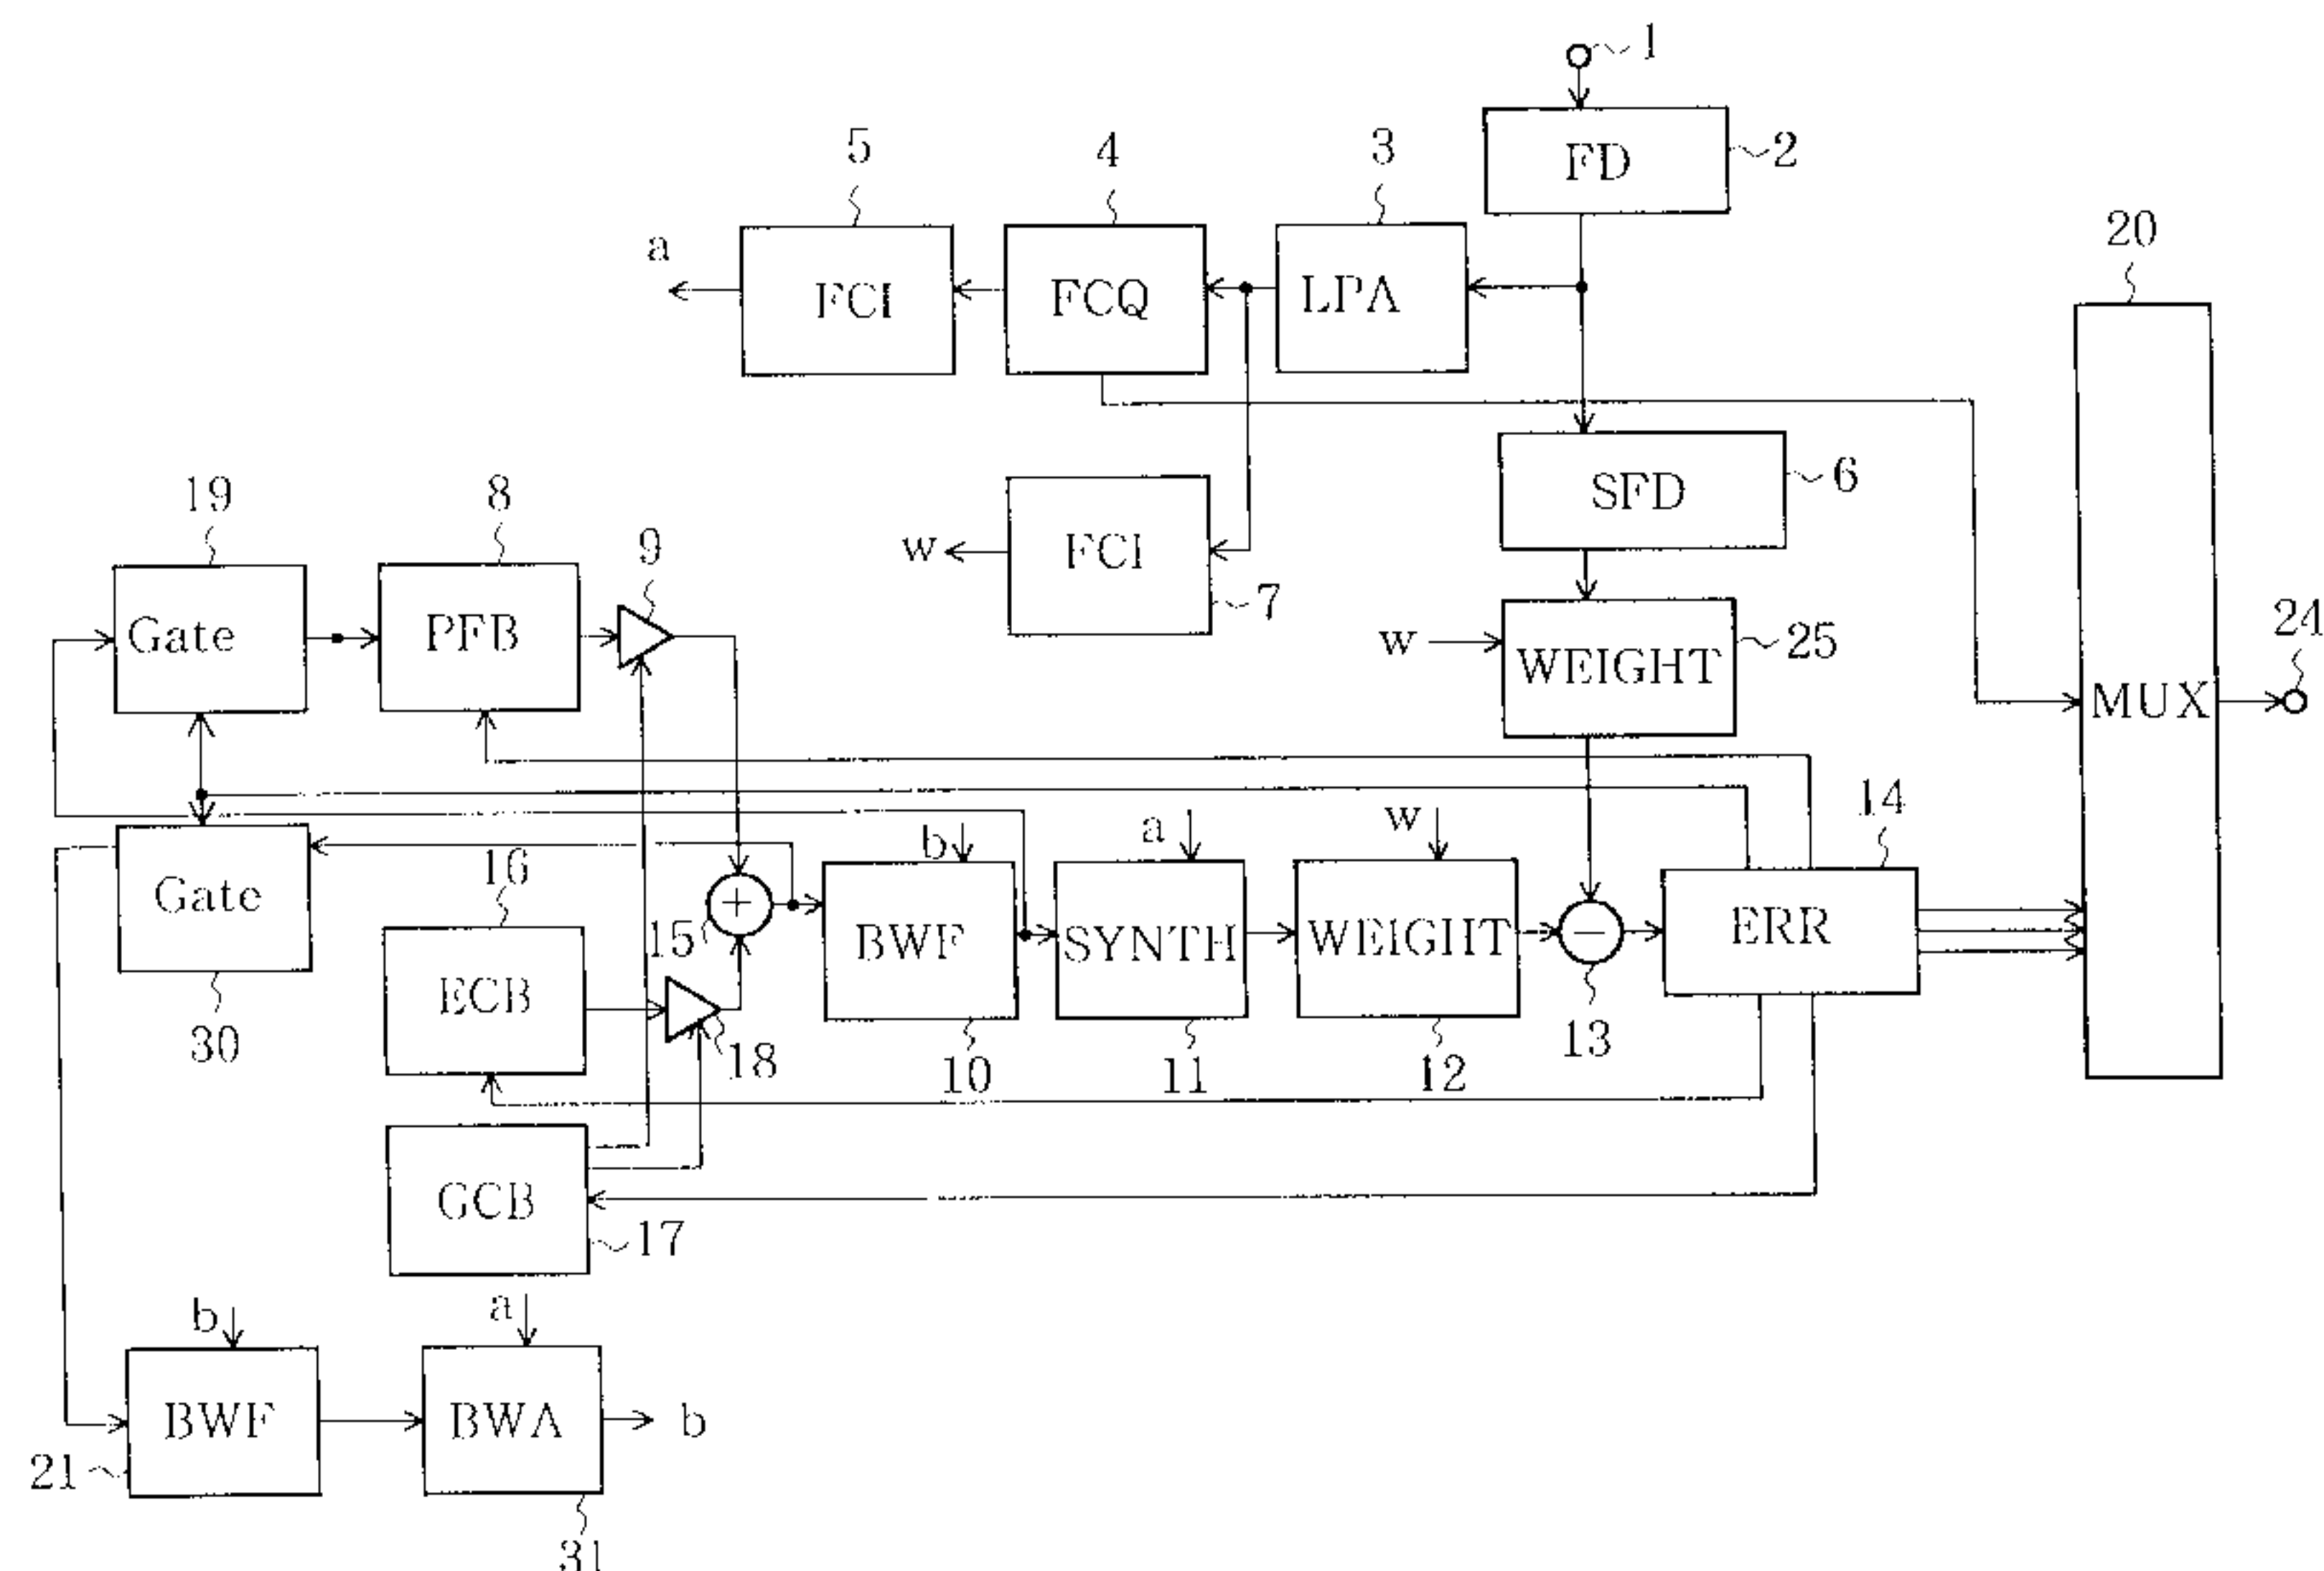 1
FD
2
5
4
3
20
a
FCI
FCQ
LPA
SFD
6
19
8
9
w
FCI
7
24
Gate
PFB
w
WEIGHT
25
MUX
14
b
a
w
16
Gate
15
+
BWF
SYNTH
WEIGHT
−
ERR
ECB
30
18
10
11
12
13
GCB
17
b
a
BWF
BWA
b
21
31